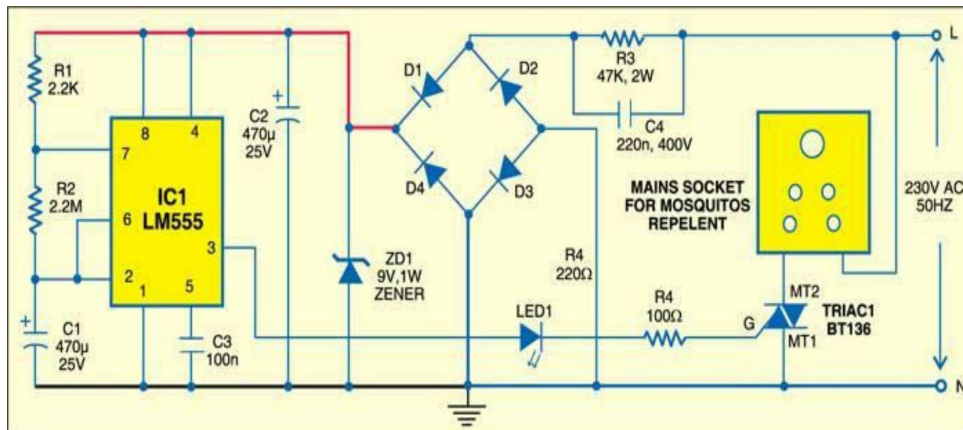 R1
2.2K
8
4
7
R2
2.2M
IC1
LM555
6
3
2
1
5
C1
470µ
25V
C3
100n
C2
470µ
25V
D1
D2
D4
D3
ZD1
9V,1W
ZENER
R3
47K, 2W
C4
220n, 400V
MAINS SOCKET
FOR MOSQUITOS
REPELENT
R4
220Ω
LED1
R4
100Ω
G
MT2
MT1
TRIAC1
BT136
L
230V AC
50HZ
N